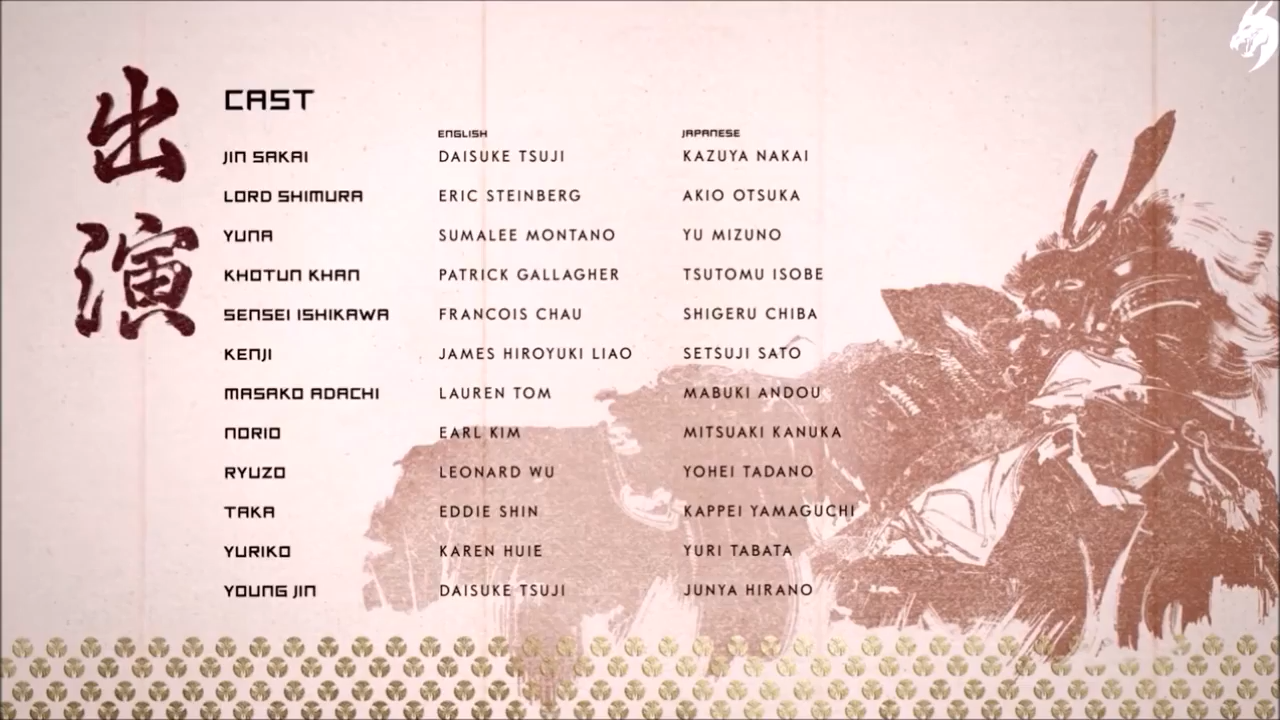 出演
CAST
ENGLISH JAPANESE
JIN SAKAI DAISUKE TSUJI KAZUYA NAKAI
LORD SHIMURA ERIC STEINBERG AKIO OTSUKA
YUNA SUMALEE MONTANO YU MIZUNO
KHOTUN KHAN PATRICK GALLAGHER TSUTOMU ISOBE
SENSEI ISHIKAWA FRANCOIS CHAU SHIGERU CHIBA
KENJI JAMES HIROYUKI LIAO SETSUJI SATO
MASAKO ADACHI LAUREN TOM MABUKI ANDOU
NORIO EARL KIM MITSUAKI KANUKA
RYUZO LEONARD WU YOHEI TADANO
TAKA EDDIE SHIN KAPPEI YAMAGUCHI
YURIKO KAREN HUIE YURI TABATA
YOUNG JIN DAISUKE TSUJI JUNYA HIRANO